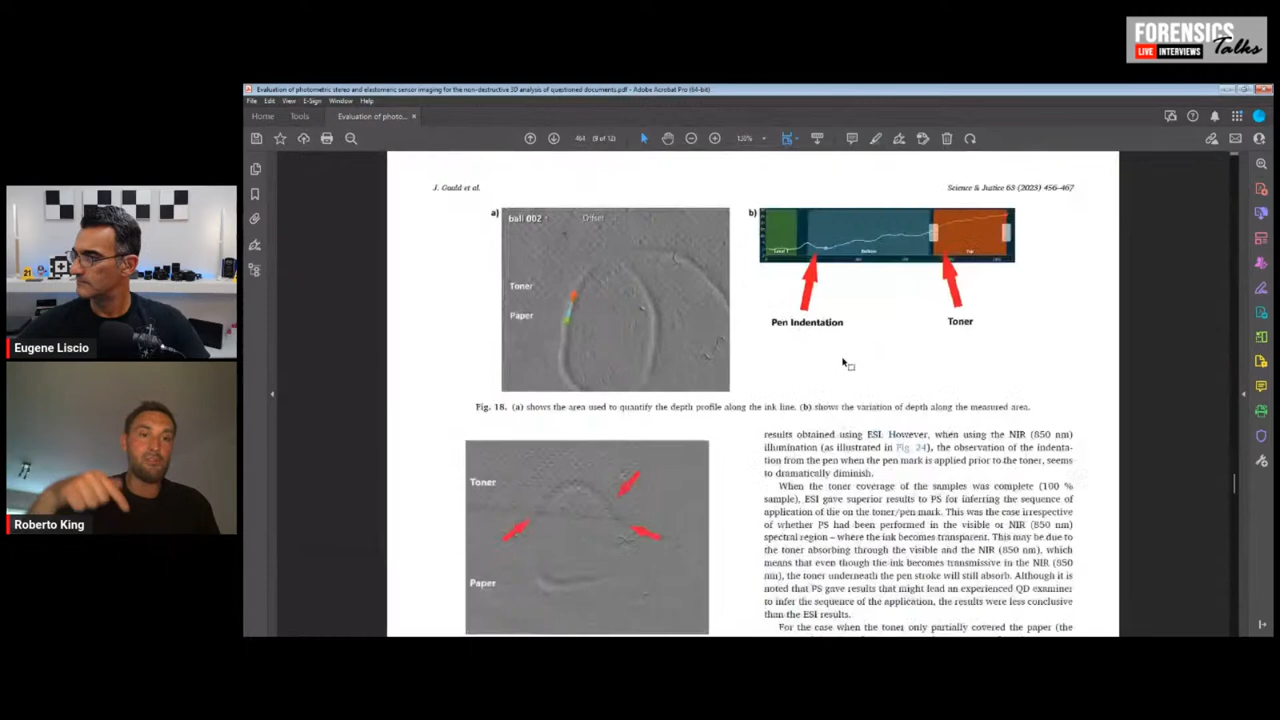 FORENSICS
LIVE INTERVIEWS Talks
Evaluation of photometric stereo and elastomeric sensor imaging for the non-destructive 3D analysis of questioned documents.pdf - Adobe Acrobat Pro (64-bit)
File Edit View E-Sign Window Help
Home Tools Evaluation of photo... ×
464 (9 of 12) 138%
J. Gould et al.
Science & Justice 63 (2023) 456–467
a)
bali 002 Offset
Toner
Paper
b)
Bottom Top
Pen Indentation
Toner
Fig. 18. (a) shows the area used to quantify the depth profile along the ink line. (b) shows the variation of depth along the measured area.
Toner
Paper
results obtained using ESI. However, when using the NIR (850 nm)
illumination (as illustrated in Fig. 24), the observation of the indenta-
tion from the pen when the pen mark is applied prior to the toner, seems
to dramatically diminish.
When the toner coverage of the samples was complete (100 %
sample), ESI gave superior results to PS for inferring the sequence of
application of the on the toner/pen mark. This was the case irrespective
of whether PS had been performed in the visible or NIR (850 nm)
spectral region – where the ink becomes transparent. This may be due to
the toner absorbing through the visible and the NIR (850 nm), which
means that even though the ink becomes transmissive in the NIR (850
nm), the toner underneath the pen stroke will still absorb. Although it is
noted that PS gave results that might lead an experienced QD examiner
to infer the sequence of the application, the results were less conclusive
than the ESI results.
For the case when the toner only partially covered the paper (the
21
Eugene Liscio
Roberto King